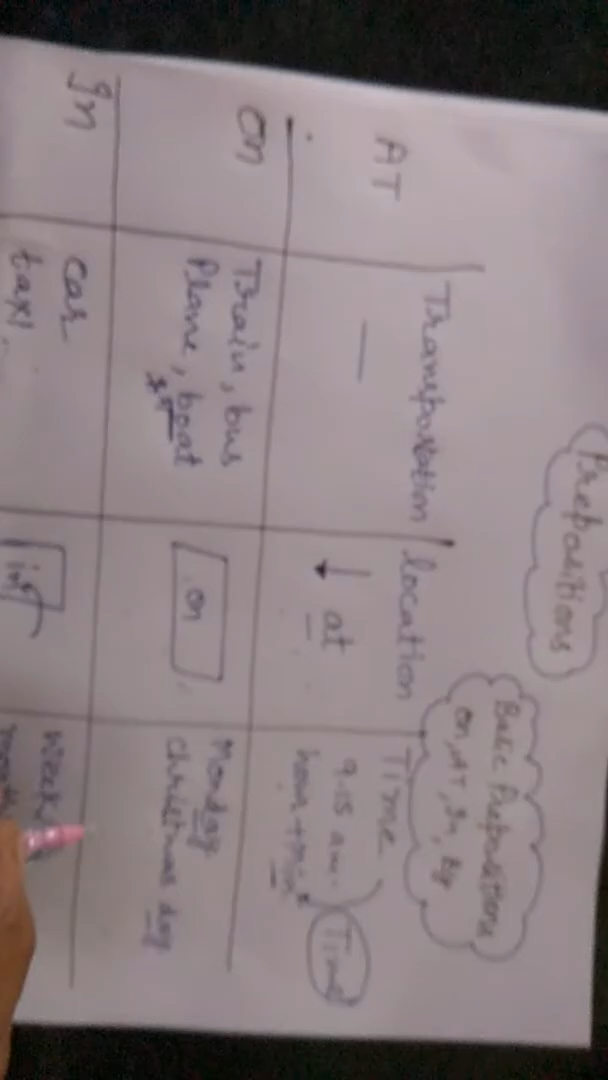 Prepositions
Basic Prepositions
on, AT, In, By
Transportation
location
Time
AT
—
at
9.15 a.m.
Time
on
Train, bus
Plane, boat
on
Monday
christmas day
In
car
taxi
in
week